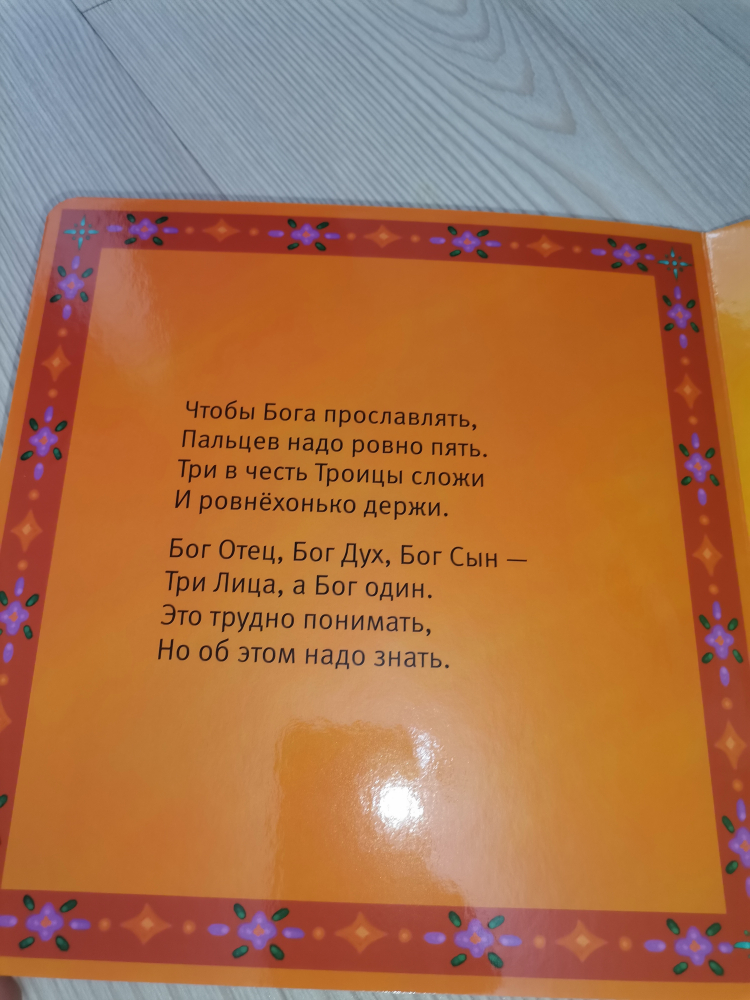 Чтобы Бога прославлять,
Пальцев надо ровно пять.
Три в честь Троицы сложи
И ровнёхонько держи.
Бог Отец, Бог Дух, Бог Сын —
Три Лица, а Бог один.
Это трудно понимать,
Но об этом надо знать.